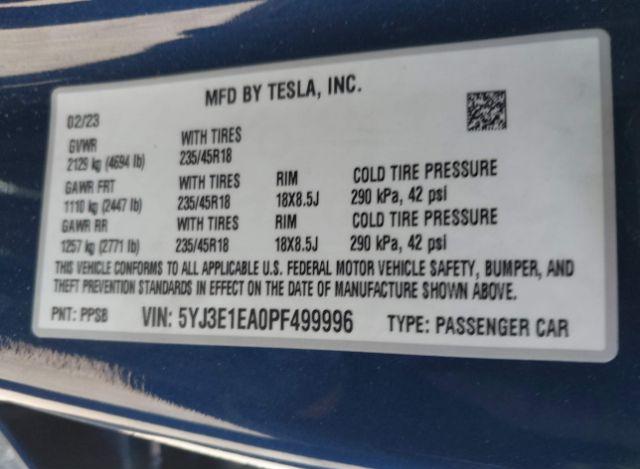 MFD BY TESLA, INC.
02/23
GVWR WITH TIRES
2129 kg (4694 lb) 235/45R18
GAWR FRT WITH TIRES RIM COLD TIRE PRESSURE
1110 kg (2447 lb) 235/45R18 18X8.5J 290 kPa, 42 psi
GAWR RR WITH TIRES RIM COLD TIRE PRESSURE
1257 kg (2771 lb) 235/45R18 18X8.5J 290 kPa, 42 psi
THIS VEHICLE CONFORMS TO ALL APPLICABLE U.S. FEDERAL MOTOR VEHICLE SAFETY, BUMPER, AND
THEFT PREVENTION STANDARDS IN EFFECT ON THE DATE OF MANUFACTURE SHOWN ABOVE.
PNT: PPSB VIN: 5YJ3E1EA0PF499996 TYPE: PASSENGER CAR